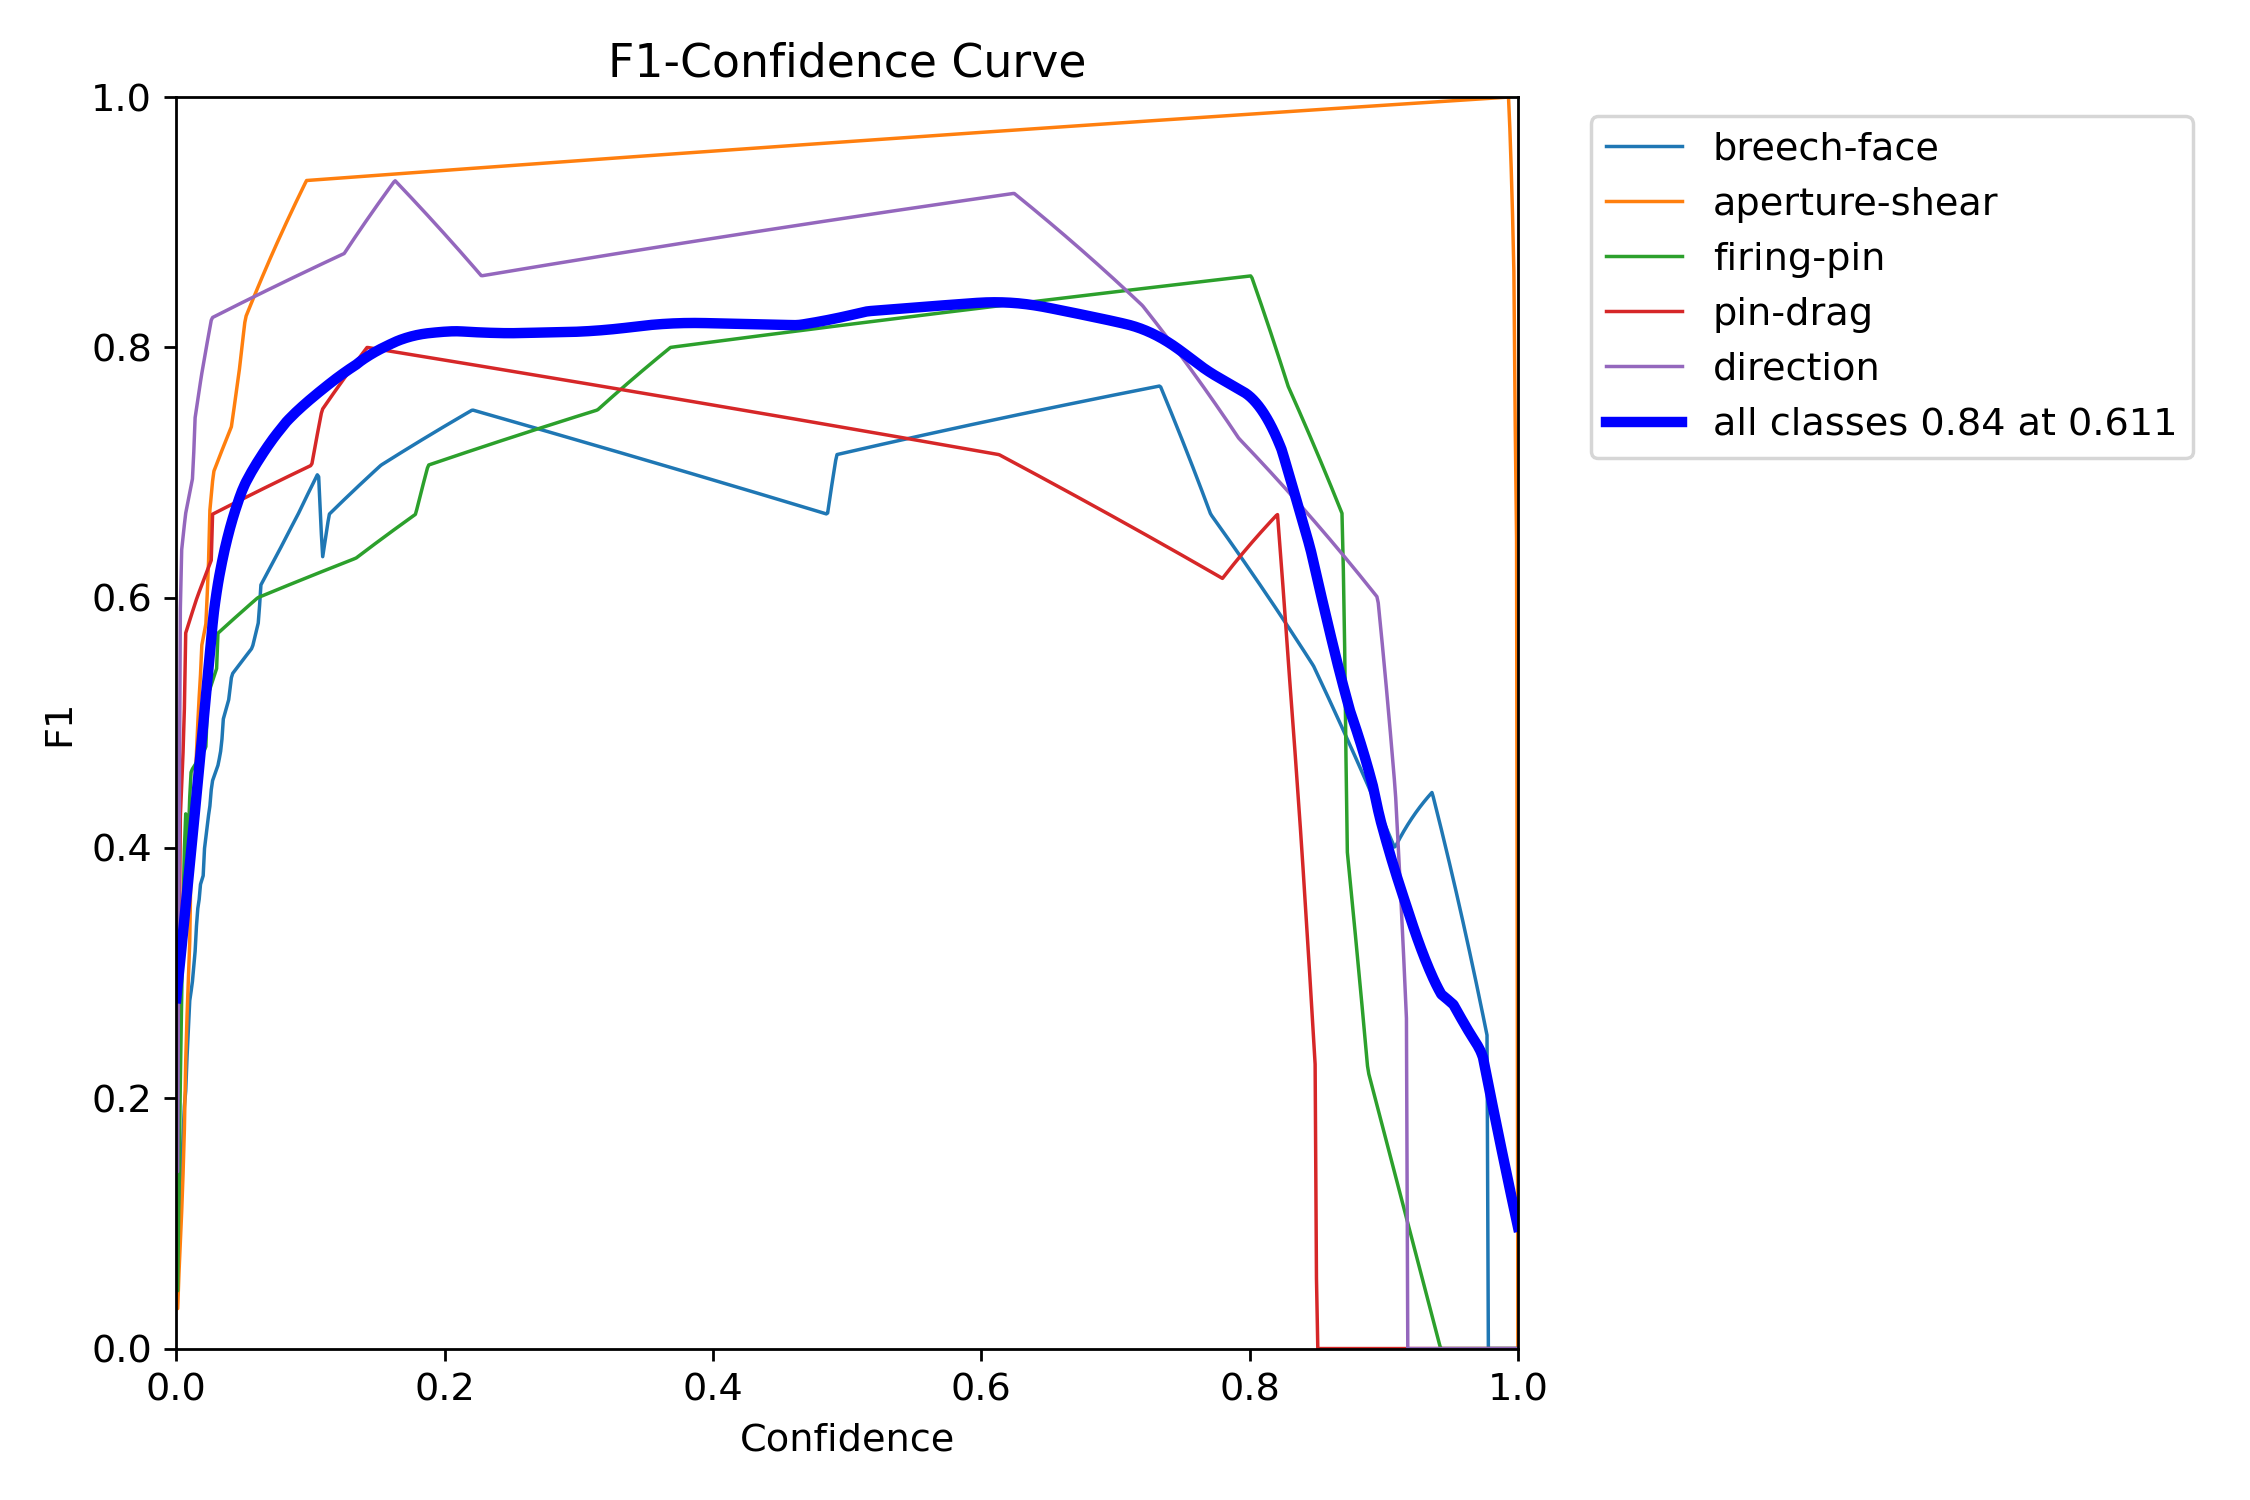 F1-Confidence Curve
1.0
0.8
0.6
0.4
0.2
0.0
F1
0.0 0.2 0.4 0.6 0.8 1.0
Confidence
breech-face
aperture-shear
firing-pin
pin-drag
direction
all classes 0.84 at 0.611